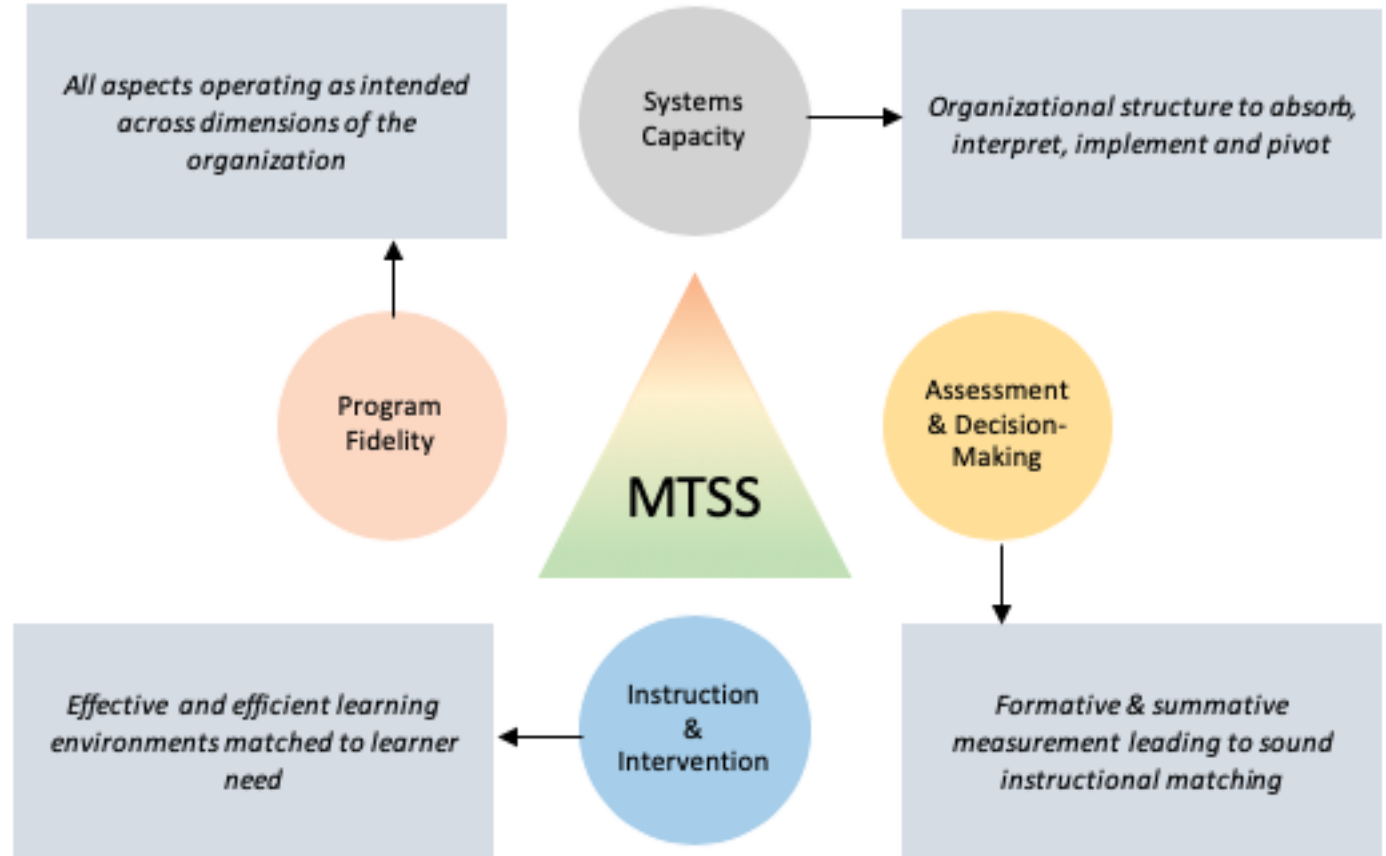 All aspects operating as intended
across dimensions of the
organization
Systems
Capacity
Organizational structure to absorb,
interpret, implement and pivot
Program
Fidelity
MTSS
Assessment
& Decision-
Making
Effective and efficient learning
environments matched to learner
need
Instruction
&
Intervention
Formative & summative
measurement leading to sound
instructional matching